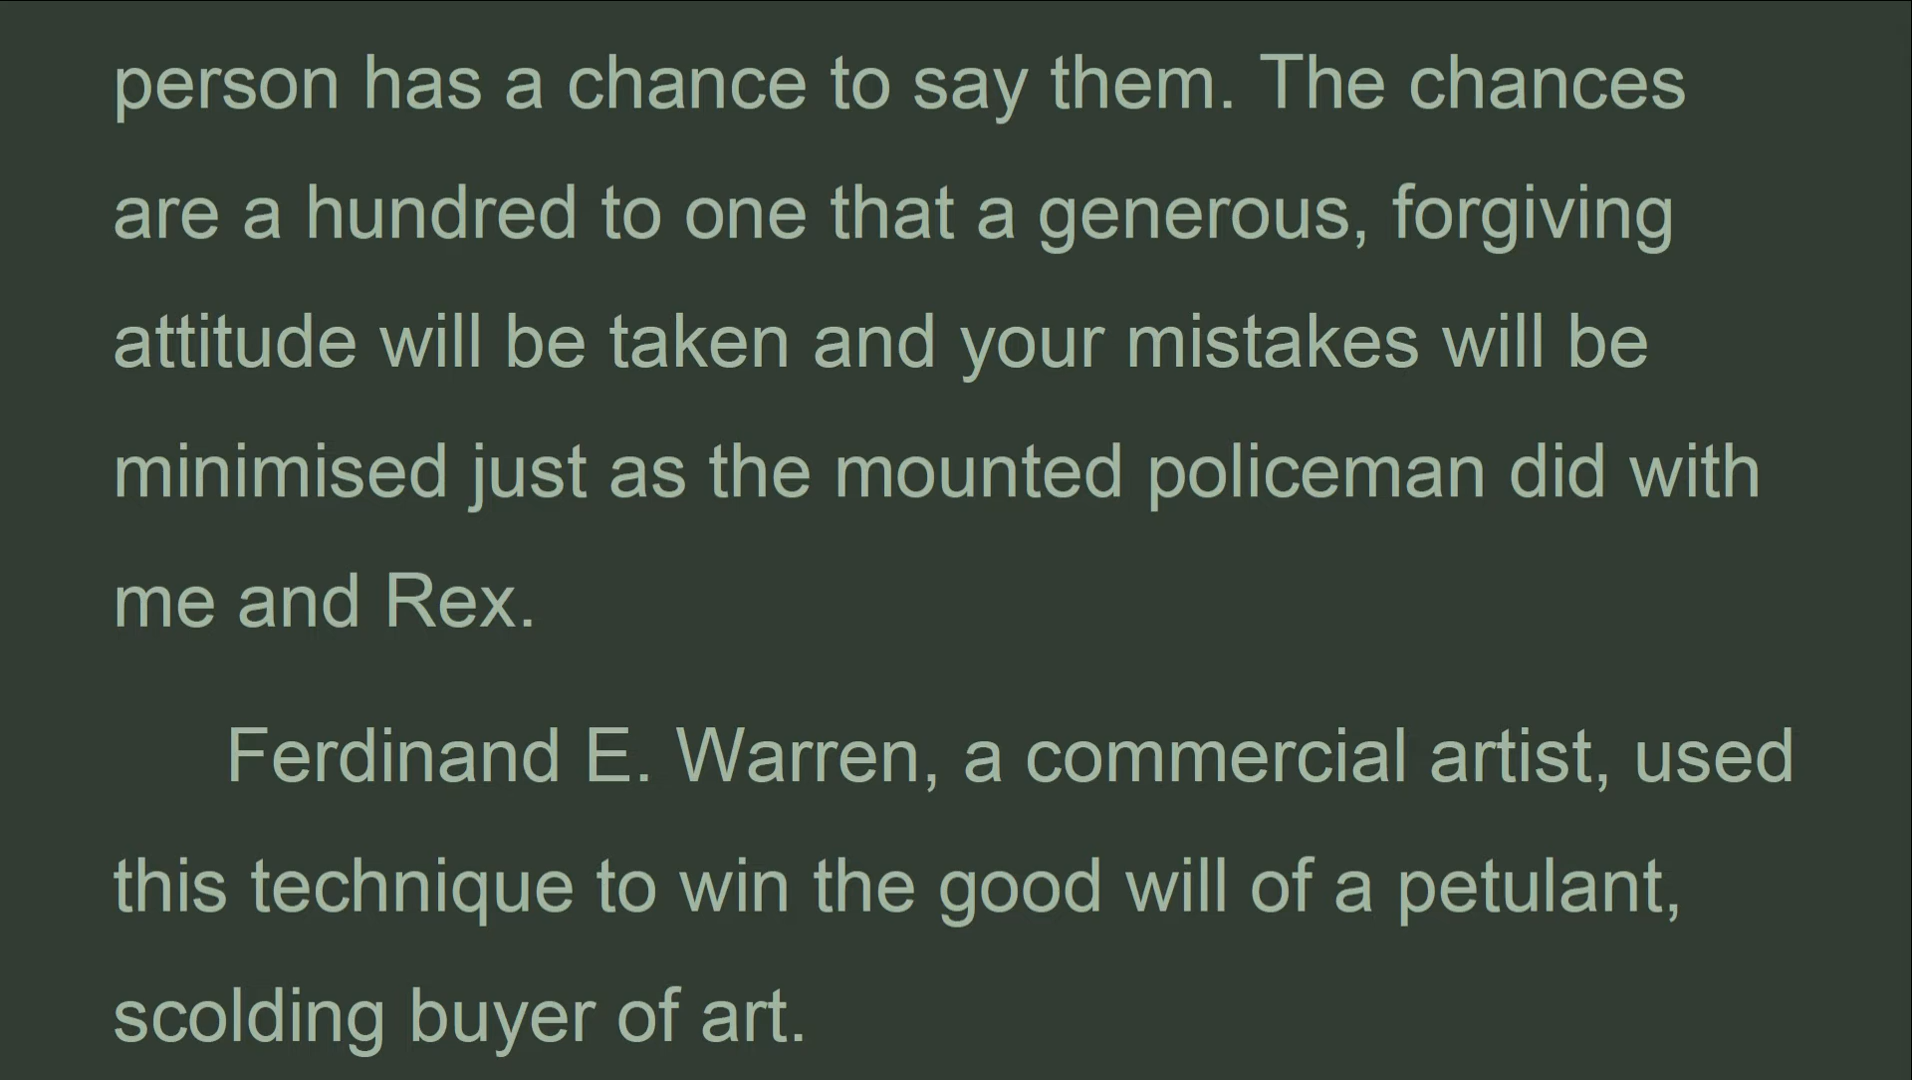 person has a chance to say them. The chances
are a hundred to one that a generous, forgiving
attitude will be taken and your mistakes will be
minimised just as the mounted policeman did with
me and Rex.
Ferdinand E. Warren, a commercial artist, used
this technique to win the good will of a petulant,
scolding buyer of art.